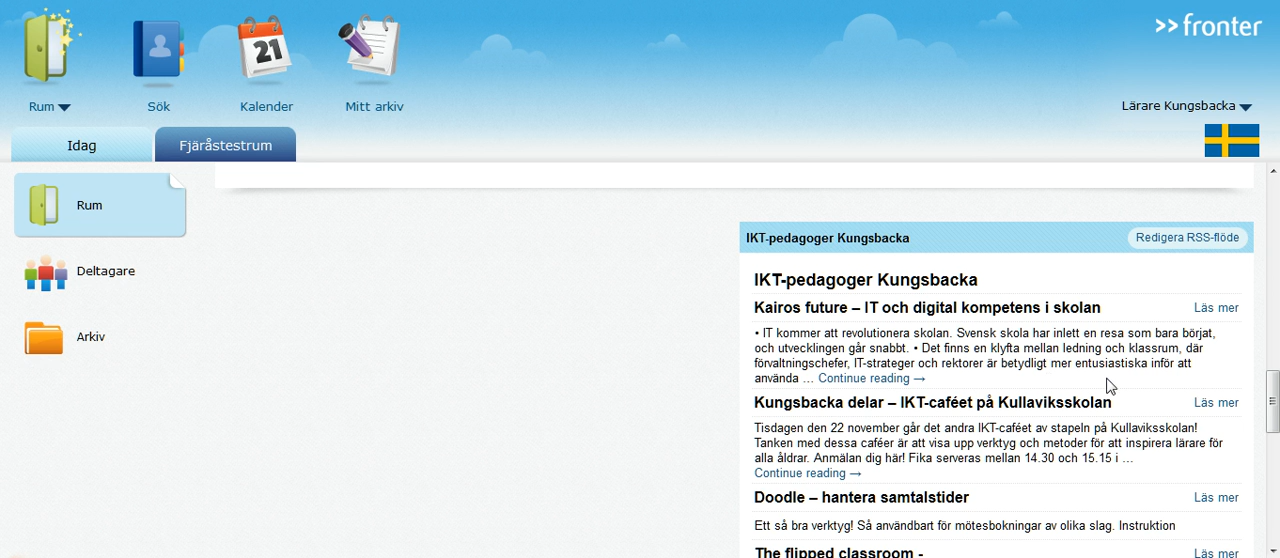 >>fronter
21
Rum
Sök
Kalender
Mitt arkiv
Lärare Kungsbacka
Idag
Fjäråstestrum
Rum
Deltagare
Arkiv
IKT-pedagoger Kungsbacka
Redigera RSS-flöde
IKT-pedagoger Kungsbacka
Kairos future – IT och digital kompetens i skolan
Läs mer
• IT kommer att revolutionera skolan. Svensk skola har inlett en resa som bara börjat,
och utvecklingen går snabbt. • Det finns en klyfta mellan ledning och klassrum, där
förvaltningschefer, IT-strateger och rektorer är betydligt mer entusiastiska inför att
använda … Continue reading →
Kungsbacka delar – IKT-caféet på Kullaviksskolan
Läs mer
Tisdagen den 22 november går det andra IKT-caféet av stapeln på Kullaviksskolan!
Tanken med dessa caféer är att visa upp verktyg och metoder för att inspirera lärare för
alla åldrar. Anmälan dig här! Fika serveras mellan 14.30 och 15.15 i …
Continue reading →
Doodle – hantera samtalstider
Läs mer
Ett så bra verktyg! Så användbart för mötesbokningar av olika slag. Instruktion
The flipped classroom -
Läs mer